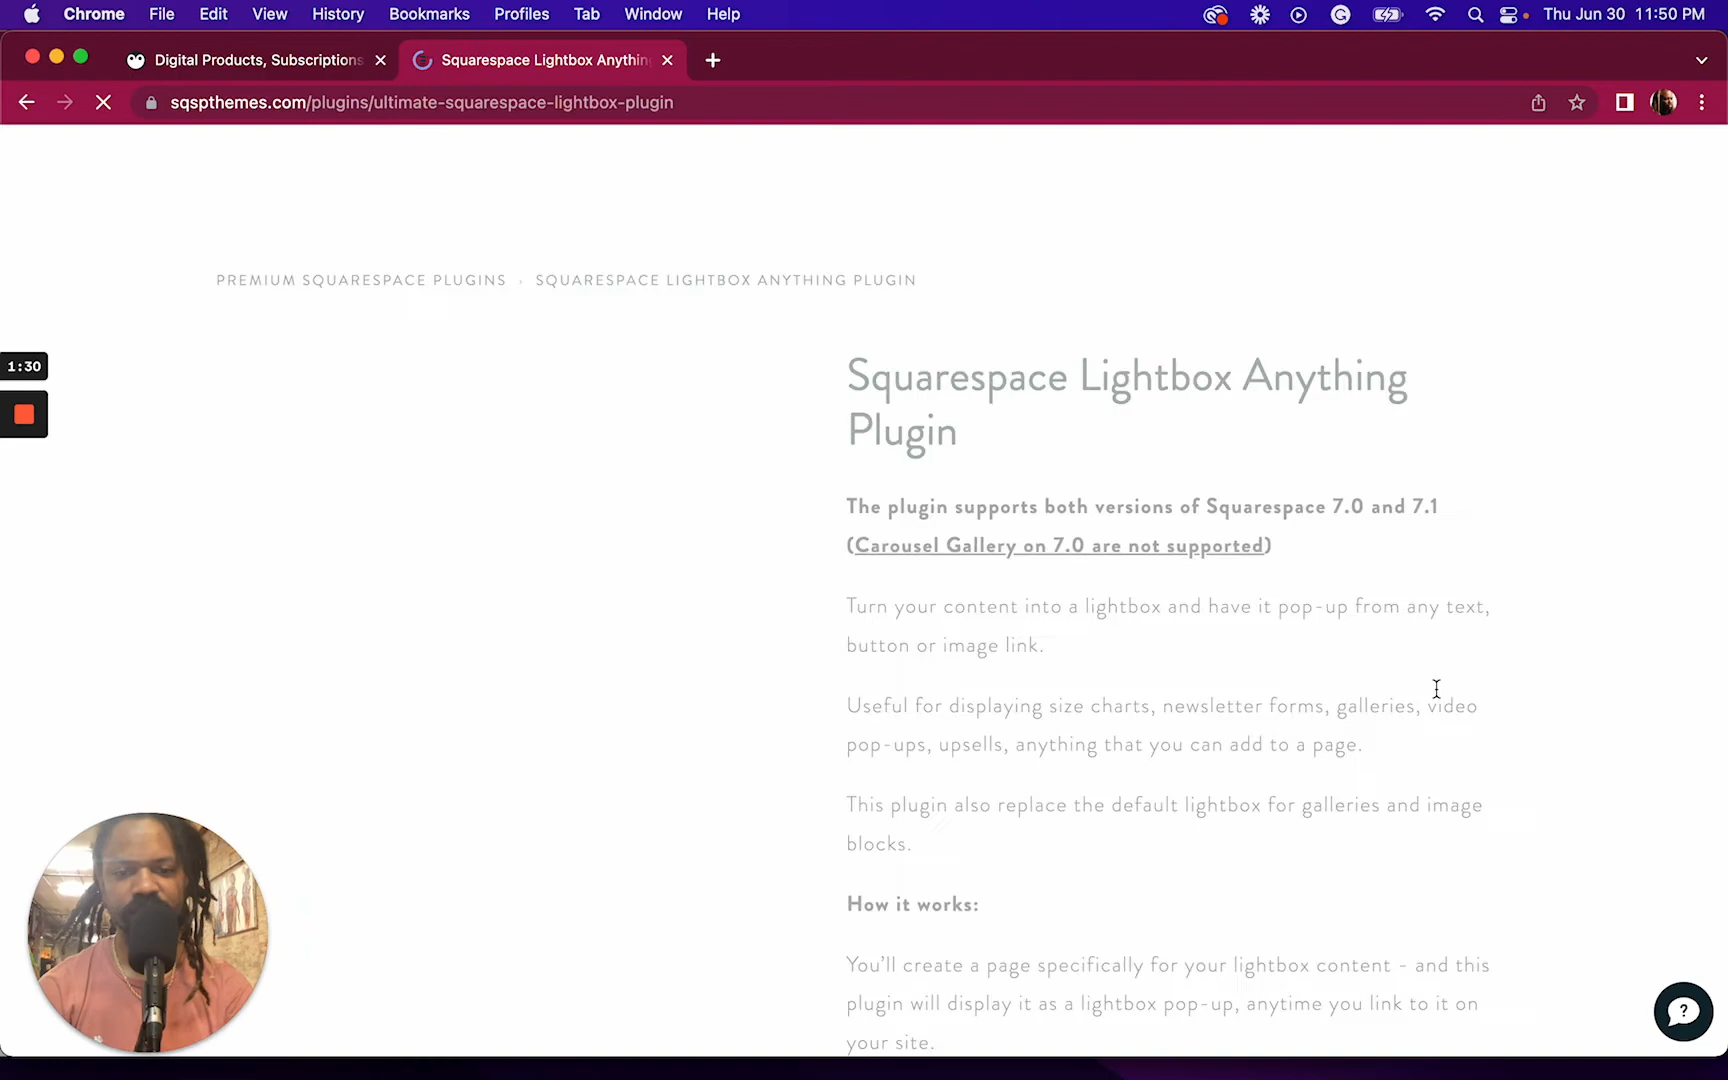 Chrome File Edit View History Bookmarks Profiles Tab Window Help Thu Jun 30 11:50 PM
Digital Products, Subscriptions Squarespace Lightbox Anythin
sqspthemes.com/plugins/ultimate-squarespace-lightbox-plugin
PREMIUM SQUARESPACE PLUGINS › SQUARESPACE LIGHTBOX ANYTHING PLUGIN
1:30
Squarespace Lightbox Anything
Plugin
The plugin supports both versions of Squarespace 7.0 and 7.1
(Carousel Gallery on 7.0 are not supported)
Turn your content into a lightbox and have it pop-up from any text,
button or image link.
Useful for displaying size charts, newsletter forms, galleries, video
pop-ups, upsells, anything that you can add to a page.
This plugin also replace the default lightbox for galleries and image
blocks.
How it works:
You'll create a page specifically for your lightbox content - and this
plugin will display it as a lightbox pop-up, anytime you link to it on
your site.